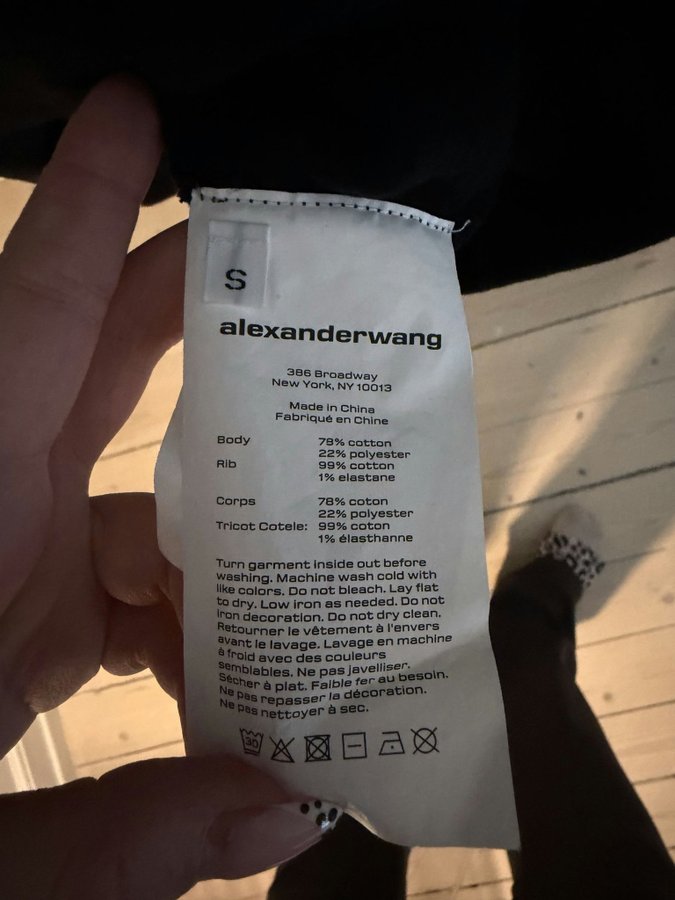 S
alexanderwang
386 Broadway
New York, NY 10013
Made in China
Fabriqué en Chine
Body 78% cotton
22% polyester
Rib 99% cotton
1% elastane
Corps 78% coton
22% polyester
Tricot Cotele: 99% coton
1% élasthanne
Turn garment inside out before
washing. Machine wash cold with
like colors. Do not bleach. Lay flat
to dry. Low iron as needed. Do not
iron decoration. Do not dry clean.
Retourner le vêtement à l'envers
avant le lavage. Lavage en machine
à froid avec des couleurs
semblables. Ne pas javelliser.
Sécher à plat. Faible fer au besoin.
Ne pas repasser la décoration.
Ne pas nettoyer à sec.
30